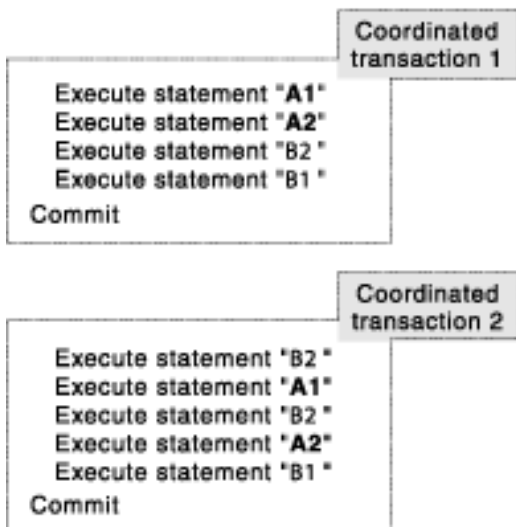 Coordinated
transaction 1
Execute statement "A1"
Execute statement "A2"
Execute statement "B2 "
Execute statement "B1 "
Commit
Coordinated
transaction 2
Execute statement "B2 "
Execute statement "A1"
Execute statement "B2 "
Execute statement "A2"
Execute statement "B1 "
Commit